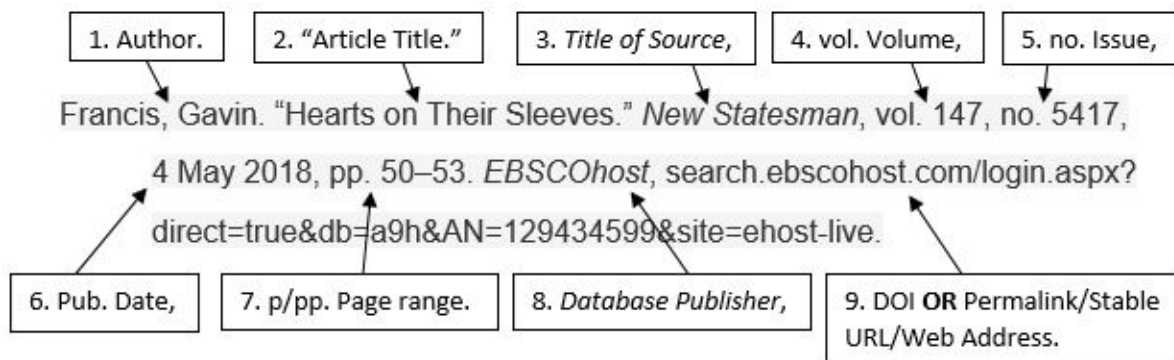 1. Author.
2. “Article Title.”
3. Title of Source,
4. vol. Volume,
5. no. Issue,
Francis, Gavin. “Hearts on Their Sleeves.” New Statesman, vol. 147, no. 5417,
4 May 2018, pp. 50–53. EBSCOhost, search.ebscohost.com/login.aspx?
direct=true&db=a9h&AN=129434599&site=ehost-live.
6. Pub. Date,
7. p/pp. Page range.
8. Database Publisher,
9. DOI OR Permalink/Stable
URL/Web Address.